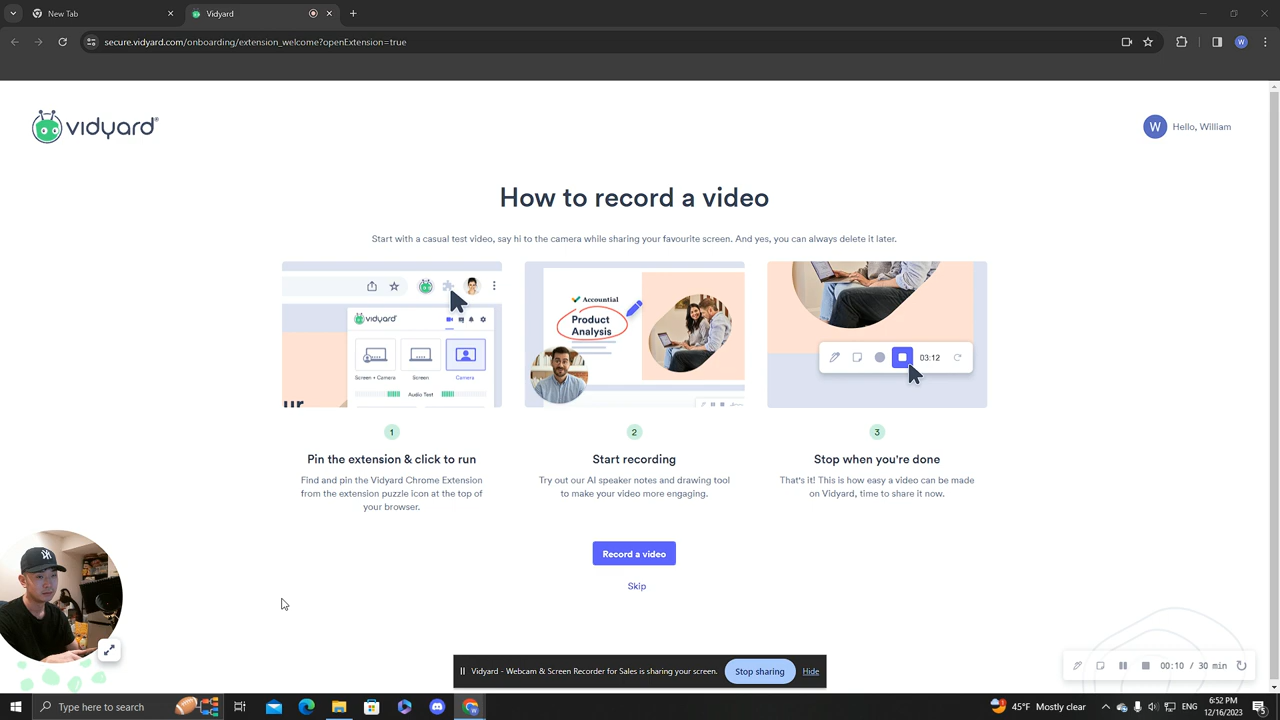 New Tab
Vidyard
secure.vidyard.com/onboarding/extension_welcome?openExtension=true
W
vidyard
W Hello, William
How to record a video
Start with a casual test video, say hi to the camera while sharing your favourite screen. And yes, you can always delete it later.
vidyard
Screen + Camera
Screen
Camera
Audio Test
ur
Accountial
Product
Analysis
03:12
1
Pin the extension & click to run
Find and pin the Vidyard Chrome Extension
from the extension puzzle icon at the top of
your browser.
2
Start recording
Try out our AI speaker notes and drawing tool
to make your video more engaging.
3
Stop when you're done
That's it! This is how easy a video can be made
on Vidyard, time to share it now.
Record a video
Skip
Vidyard - Webcam & Screen Recorder for Sales is sharing your screen.
Stop sharing
Hide
00:10 / 30 min
Type here to search
45°F Mostly clear
ENG
6:52 PM
12/16/2023
5